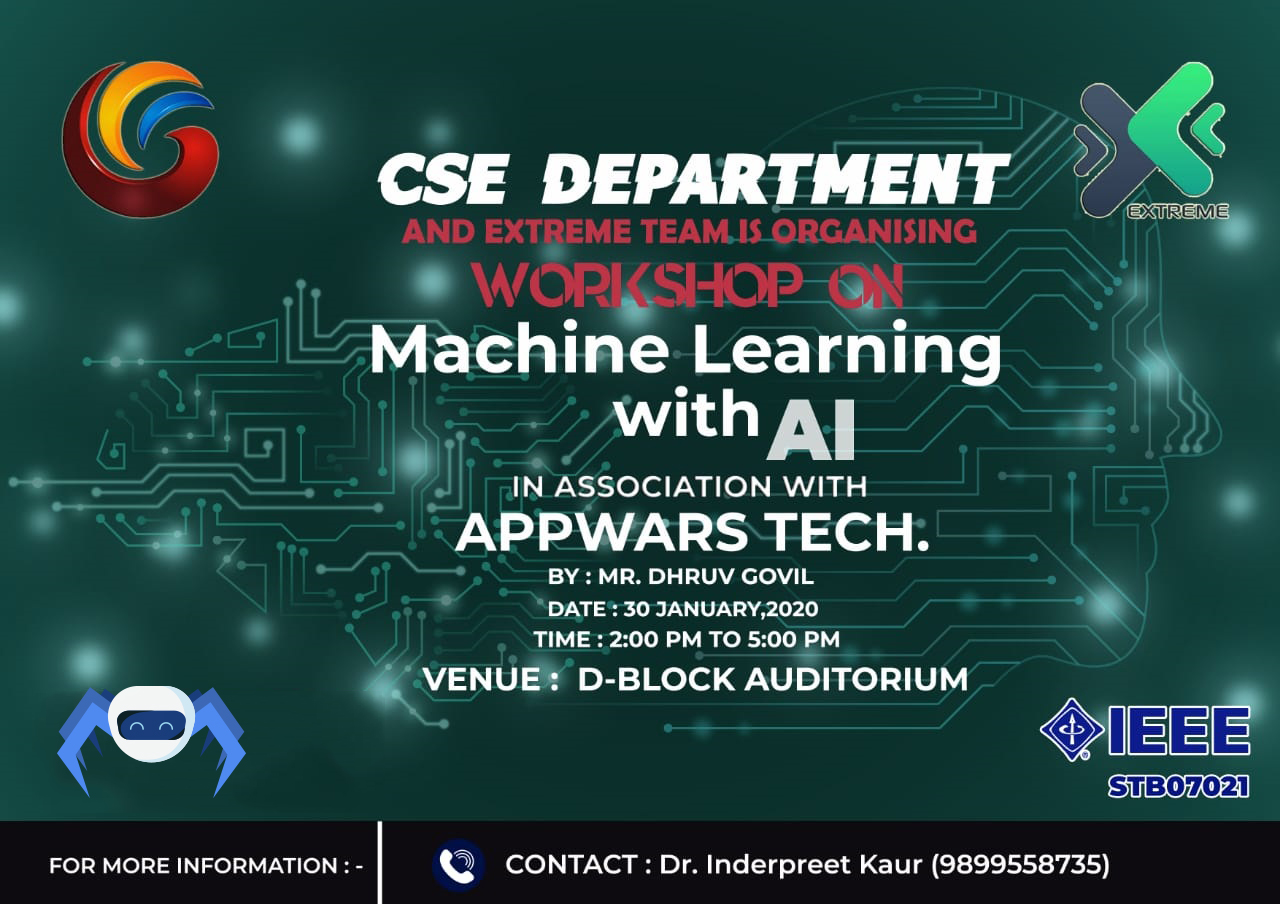 EXTREME
CSE DEPARTMENT
AND EXTREME TEAM IS ORGANISING
WORKSHOP ON
Machine Learning
with AI
IN ASSOCIATION WITH
APPWARS TECH.
BY : MR. DHRUV GOVIL
DATE : 30 JANUARY,2020
TIME : 2:00 PM TO 5:00 PM
VENUE : D-BLOCK AUDITORIUM
IEEE
®
STB07021
FOR MORE INFORMATION : -
CONTACT : Dr. Inderpreet Kaur (9899558735)